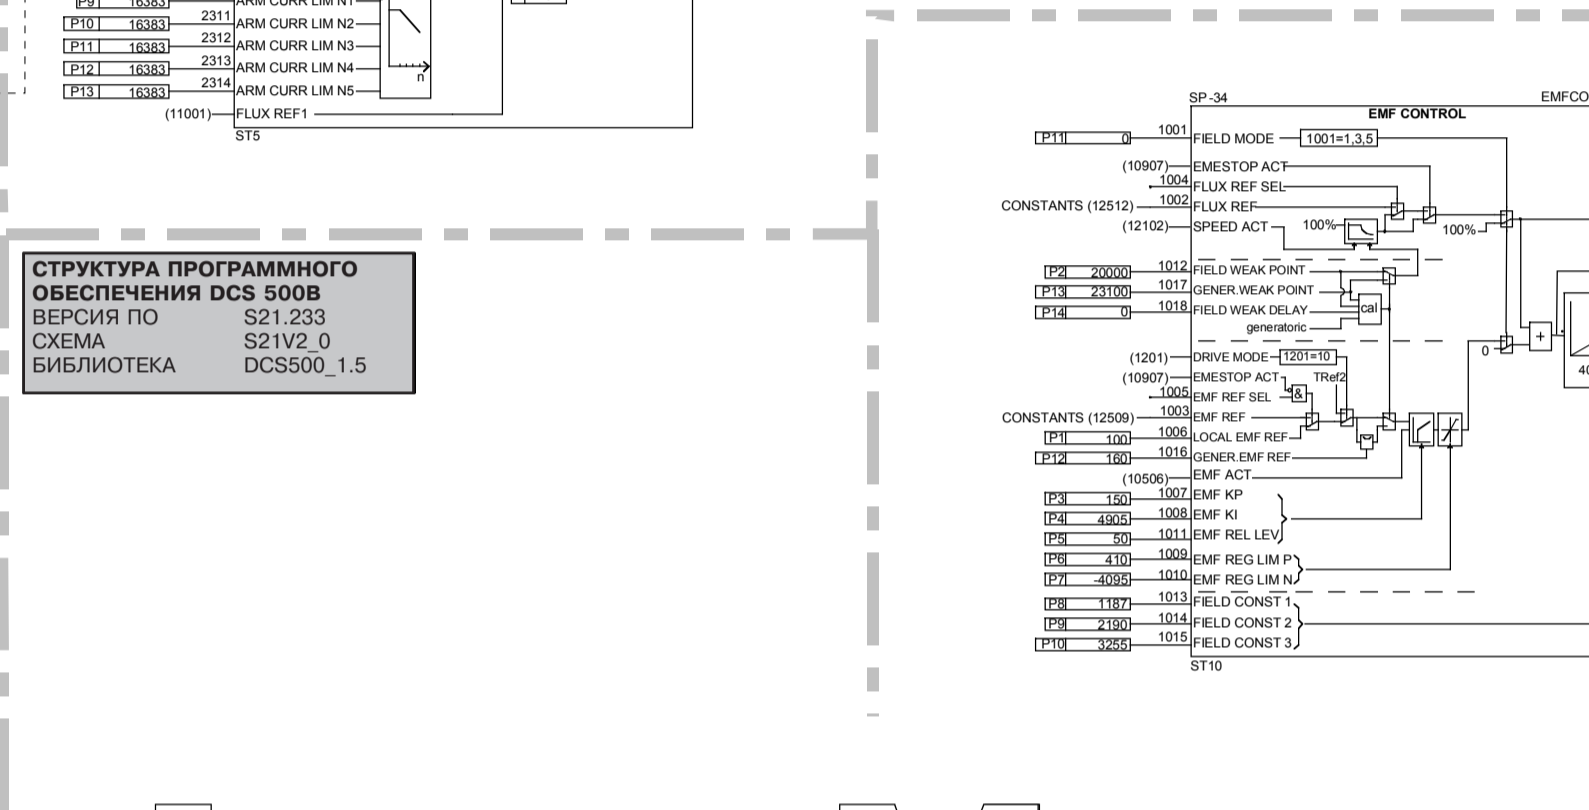 P9 16383 ARM CURR LIM N1
P10 16383 2311 ARM CURR LIM N2
P11 16383 2312 ARM CURR LIM N3
P12 16383 2313 ARM CURR LIM N4
P13 16383 2314 ARM CURR LIM N5
n
(11001) FLUX REF1
ST5
СТРУКТУРА ПРОГРАММНОГО
ОБЕСПЕЧЕНИЯ DCS 500B
ВЕРСИЯ ПО S21.233
СХЕМА S21V2_0
БИБЛИОТЕКА DCS500_1.5
SP-34 EMFCO
EMF CONTROL
P11 0 1001 FIELD MODE 1001=1,3,5
(10907) EMESTOP ACT
1004 FLUX REF SEL
CONSTANTS (12512) 1002 FLUX REF
(12102) SPEED ACT 100% 100%
P2 20000 1012 FIELD WEAK POINT
P13 23100 1017 GENER.WEAK POINT
P14 0 1018 FIELD WEAK DELAY cal
generatoric
+
0
(1201) DRIVE MODE 1201=10
40
(10907) EMESTOP ACT TRef2
1005 EMF REF SEL &
CONSTANTS (12509) 1003 EMF REF
P1 100 1006 LOCAL EMF REF
P12 160 1016 GENER.EMF REF
(10506) EMF ACT
P3 150 1007 EMF KP
P4 4905 1008 EMF KI
P5 50 1011 EMF REL LEV
P6 410 1009 EMF REG LIM P
P7 -4095 1010 EMF REG LIM N
P8 1187 1013 FIELD CONST 1
P9 2190 1014 FIELD CONST 2
P10 3255 1015 FIELD CONST 3
ST10